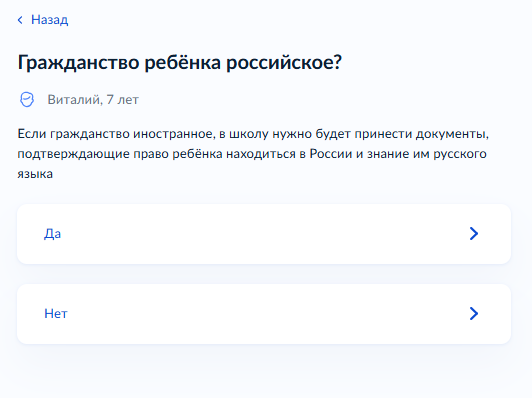 Назад
Гражданство ребёнка российское?
Виталий, 7 лет
Если гражданство иностранное, в школу нужно будет принести документы,
подтверждающие право ребёнка находиться в России и знание им русского
языка
Да
Нет